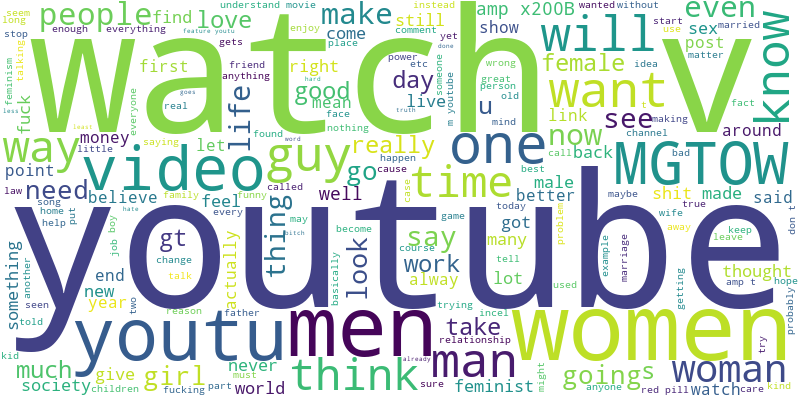 understand movie
instead
long
seem
people
find
love
make
still
amp x200B
even
wanted
without
stop
enough
everything
feature youtu
enjoy
come
comment
yet
done
show
will
sex
start
use
married
know
talking
feminism
less
watch
v
gets
place
power
etc
someone
wrong
great
person
old
post
matter
idea
female
first
friend
right
anything
hard
good
mean
day
live
u
mind
m youtube
want
link
fact
t
fuck
everyone
goes
real
face
nothing
truth
see
making
channel
around
way
money
little
saying
let
life
found
word
guy
really
one
now
back
call
bad
MGTOW
point
video
go
happen
cause
best
time
male
shit
made
said
law
need
believe
family
feel
funny
called
well
case
better
maybe
true
song
home
help
put
hate
every
may
game
today
got
wife
don t
youtube
something
another
job boy
gt
actually
thing
bitch
become
course
say
many
tell
problem
away
keep
leave
end
change
talk
basically
look
work
lot
example
marriage
amp t
thought
probably
hope
new
year
two
reason
father
alway
trying
incel
used
getting
seen
told
youtu
men
take
relationship
women
try
kid
much
never
think
already
man
going
s
woman
society
give
girl
must
world
sure
feminist
might
anyone
red pill
watch
care
kind
children
fucking
part
least